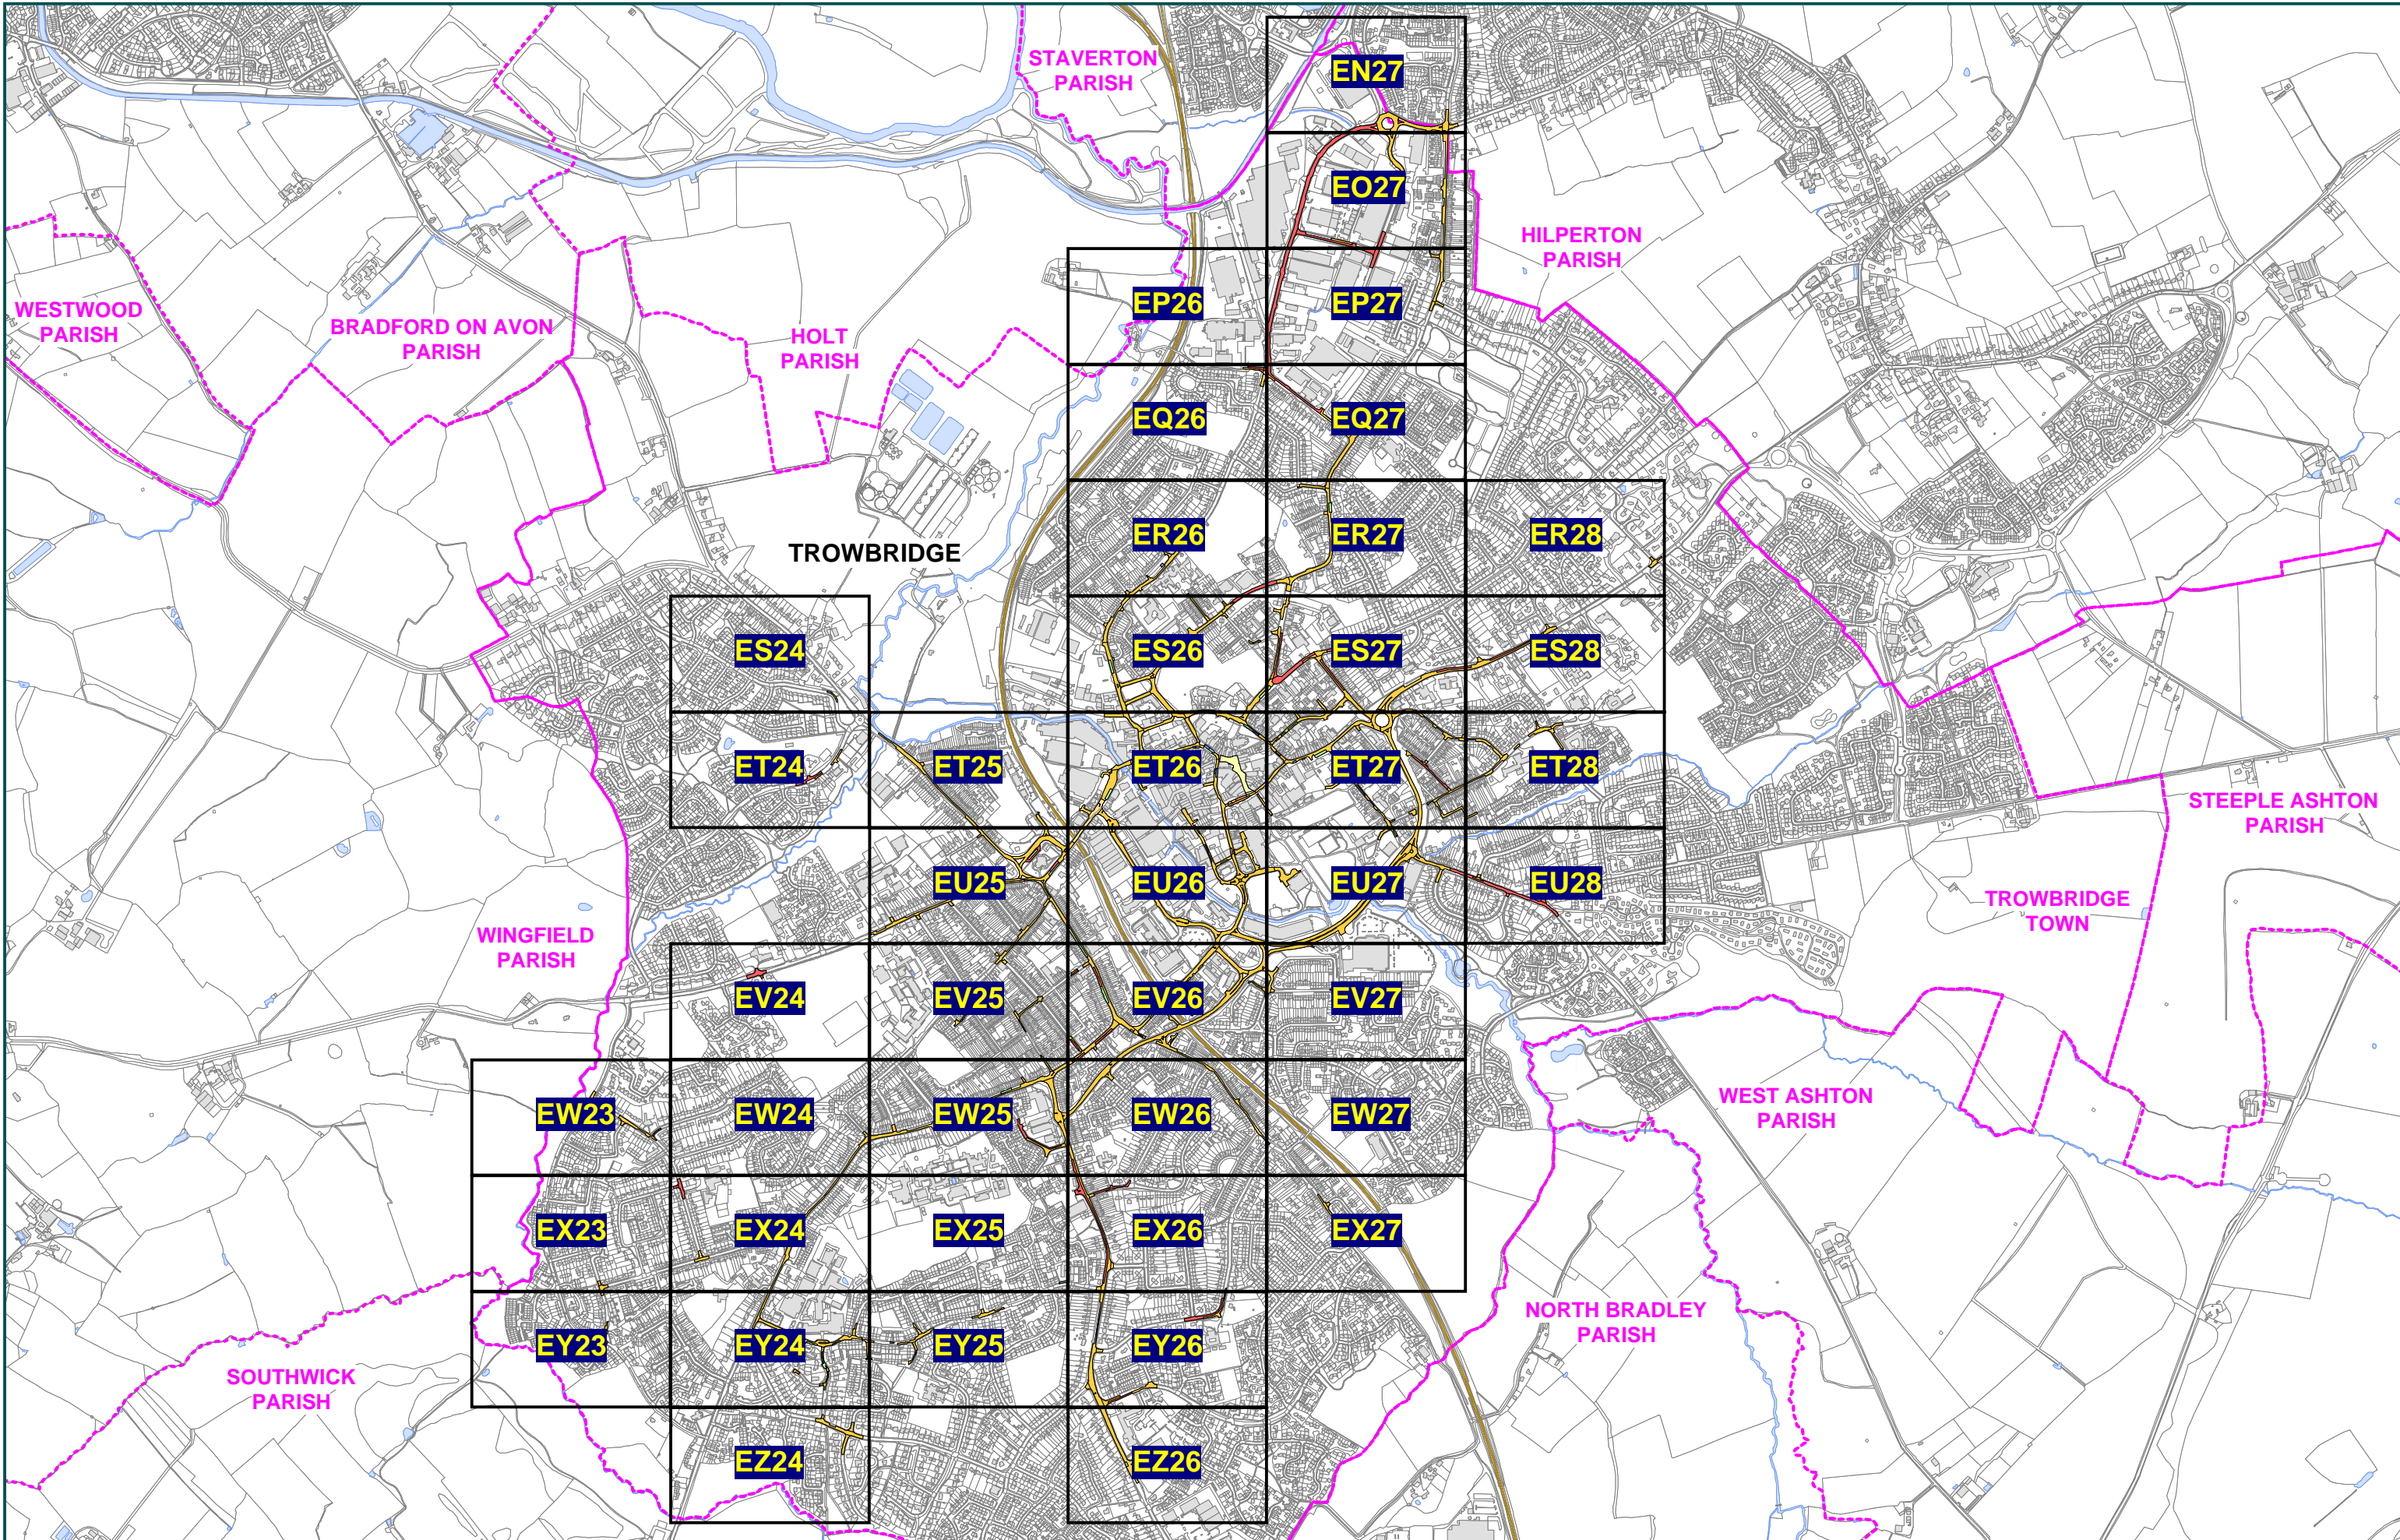 STAVERTON
PARISH
EN27
EO27
HILPERTON
PARISH
WESTWOOD
PARISH
BRADFORD ON AVON
PARISH
HOLT
PARISH
EP26
EP27
EQ26
EQ27
TROWBRIDGE
ER26
ER27
ER28
ES24
ES26
ES27
ES28
ET24
ET25
ET26
ET27
ET28
STEEPLE ASHTON
PARISH
EU25
EU26
EU27
EU28
TROWBRIDGE
TOWN
WINGFIELD
PARISH
EV24
EV25
EV26
EV27
WEST ASHTON
PARISH
EW23
EW24
EW25
EW26
EW27
EX23
EX24
EX25
EX26
EX27
NORTH BRADLEY
PARISH
EY23
EY24
EY25
EY26
SOUTHWICK
PARISH
EZ24
EZ26